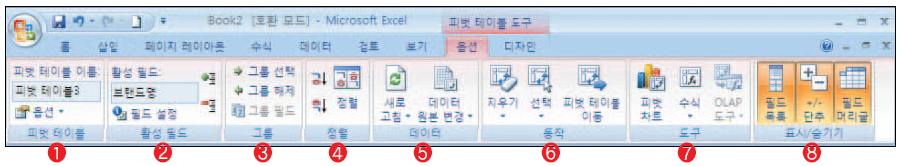 Book2 [호환 모드] - Microsoft Excel
피벗 테이블 도구
홈 삽입 페이지 레이아웃 수식 데이터 검토 보기 옵션 디자인
피벗 테이블 이름:
피벗 테이블3
옵션
피벗 테이블
활성 필드:
브랜드명
필드 설정
활성 필드
그룹 선택
그룹 해제
그룹 필드
그룹
정렬
정렬
새로 고침
데이터 원본 변경
데이터
지우기
선택
피벗 테이블 이동
동작
피벗 차트
수식
OLAP 도구
도구
필드 목록
+/- 단추
필드 머리글
표시/숨기기
1 2 3 4 5 6 7 8